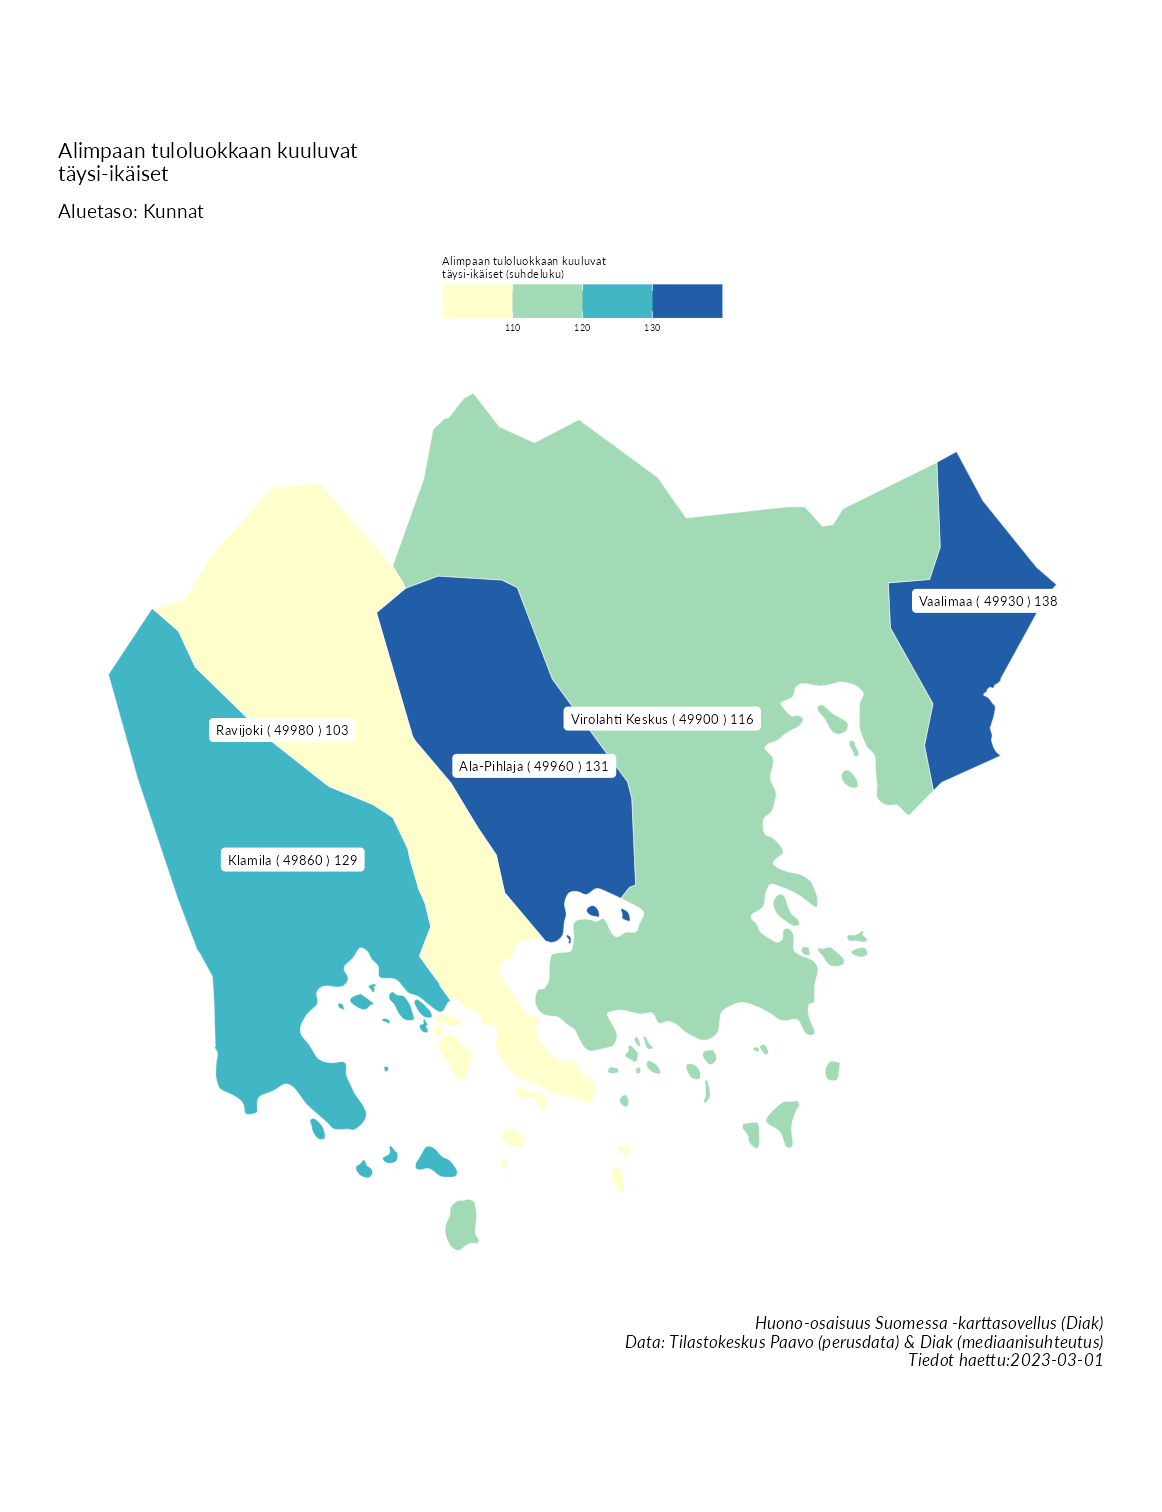 Alimpaan tuloluokkaan kuuluvat
täysi-ikäiset
Aluetaso: Kunnat
Alimpaan tuloluokkaan kuuluvat
täysi-ikäiset (suhdeluku)
110 120 130
Vaalimaa ( 49930 ) 138
Virolahti Keskus ( 49900 ) 116
Ravijoki ( 49980 ) 103
Ala-Pihlaja ( 49960 ) 131
Klamila ( 49860 ) 129
Huono-osaisuus Suomessa -karttasovellus (Diak)
Data: Tilastokeskus Paavo (perusdata) & Diak (mediaanisuhteutus)
Tiedot haettu:2023-03-01